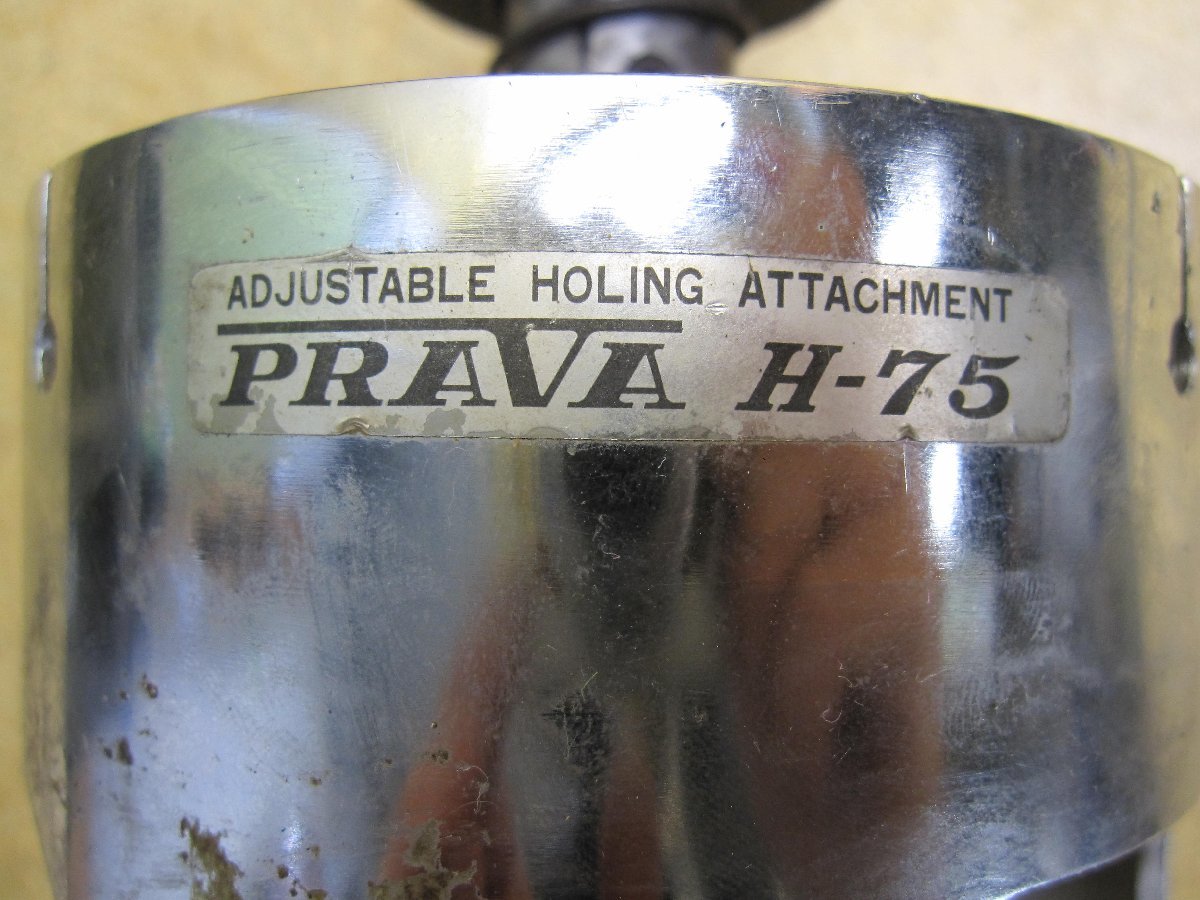 ADJUSTABLE HOLING ATTACHMENT
PRAVA H-75